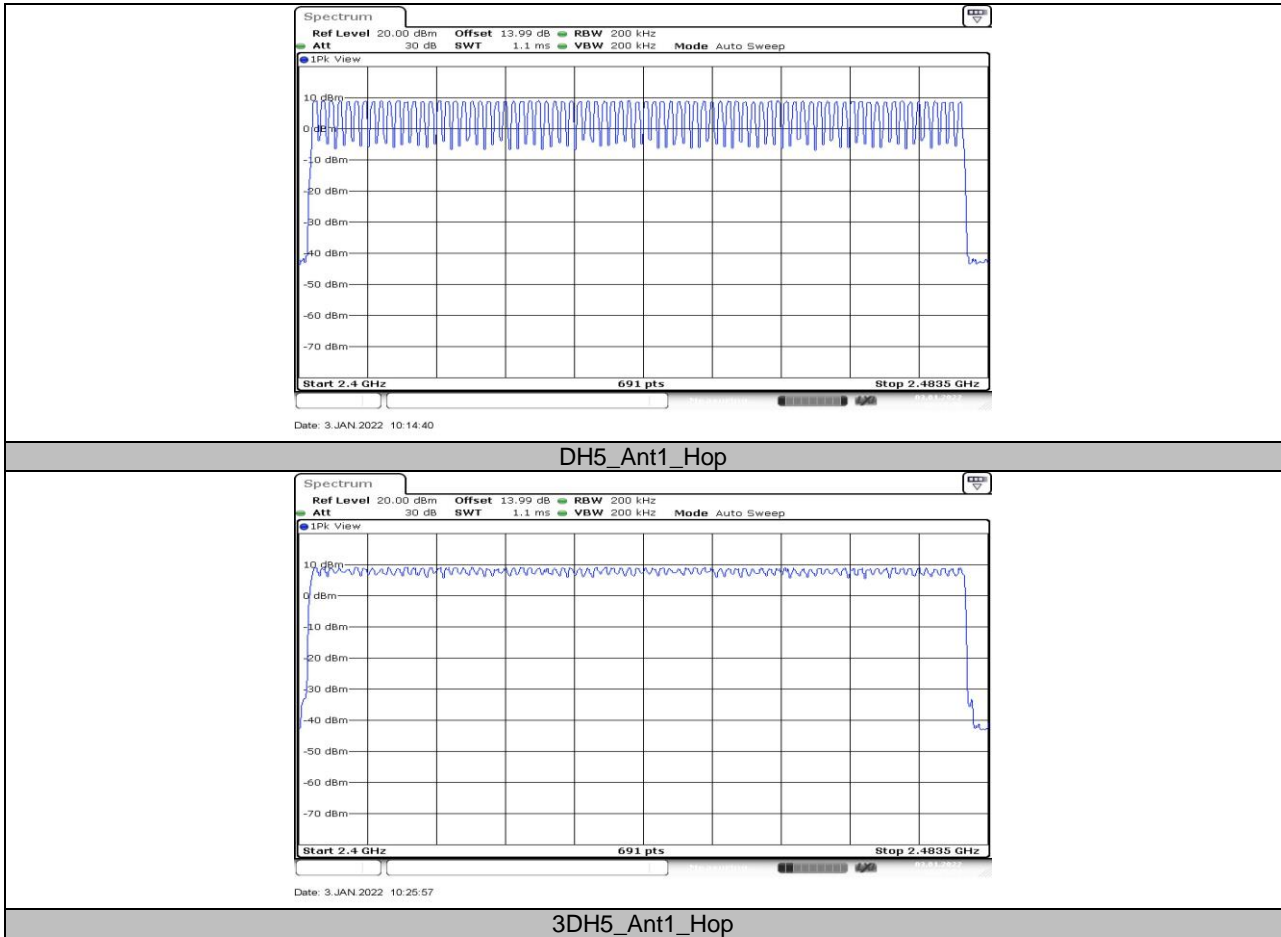 Spectrum
Ref Level 20.00 dBm Offset 13.99 dB RBW 200 kHz
Att 30 dB SWT 1.1 ms VBW 200 kHz Mode Auto Sweep
1Pk View
10 dBm
0 dBm
-10 dBm
-20 dBm
-30 dBm
-40 dBm
-50 dBm
-60 dBm
-70 dBm
Start 2.4 GHz 691 pts Stop 2.4835 GHz
Date: 3.JAN.2022 10:14:40
DH5_Ant1_Hop
Spectrum
Ref Level 20.00 dBm Offset 13.99 dB RBW 200 kHz
Att 30 dB SWT 1.1 ms VBW 200 kHz Mode Auto Sweep
1Pk View
10 dBm
0 dBm
-10 dBm
-20 dBm
-30 dBm
-40 dBm
-50 dBm
-60 dBm
-70 dBm
Start 2.4 GHz 691 pts Stop 2.4835 GHz
Date: 3.JAN.2022 10:25:57
3DH5_Ant1_Hop